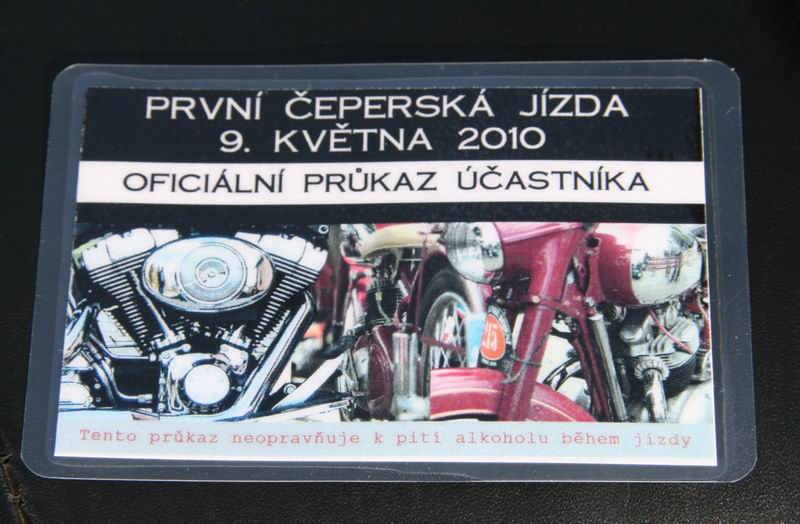 PRVNÍ ČEPERSKÁ JÍZDA
9. KVĚTNA 2010
OFICIÁLNÍ PRŮKAZ ÚČASTNÍKA
Tento průkaz neopravňuje k pití alkoholu během jízdy